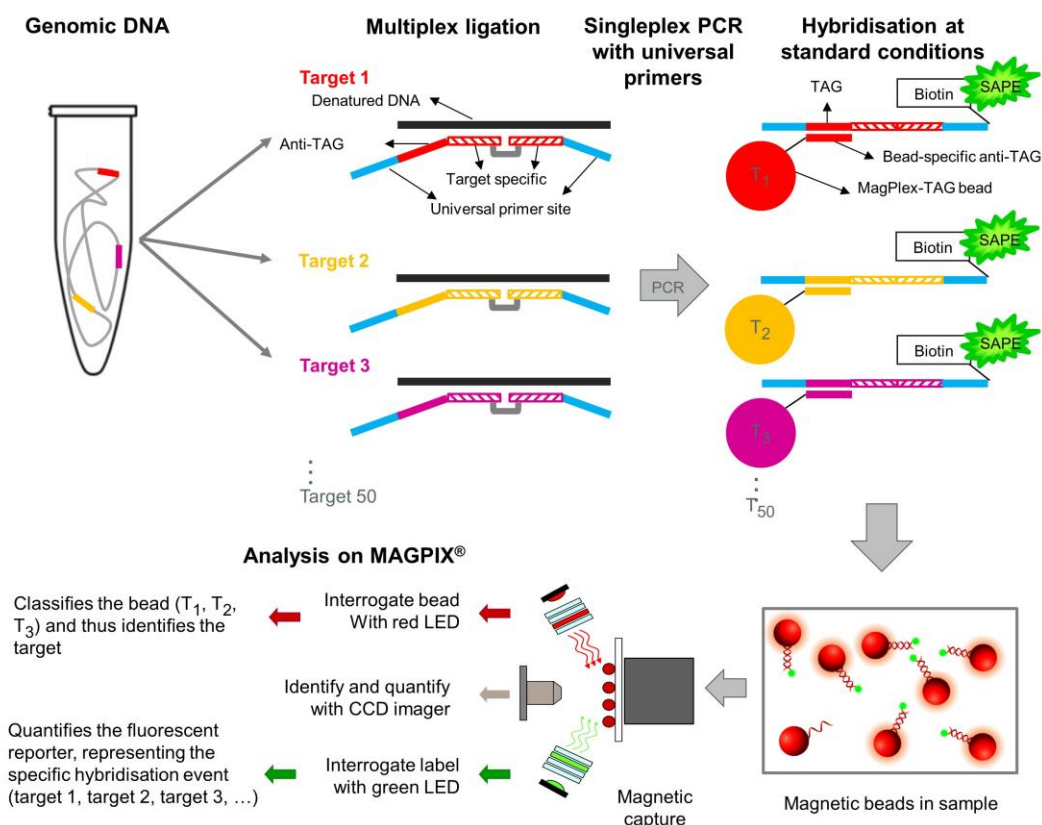 Genomic DNA
Multiplex ligation
Singleplex PCR
with universal
primers
Hybridisation at
standard conditions
Target 1
Denatured DNA
Anti-TAG
Target specific
Universal primer site
TAG
Biotin
SAPE
Bead-specific anti-TAG
T1
MagPlex-TAG bead
Target 2
PCR
Biotin
SAPE
T2
Target 3
Biotin
SAPE
T3
Target 50
T50
Analysis on MAGPIX®
Classifies the bead (T1, T2,
T3) and thus identifies the
target
Interrogate bead
With red LED
Identify and quantify
with CCD imager
Quantifies the fluorescent
reporter, representing the
specific hybridisation event
(target 1, target 2, target 3, …)
Interrogate label
with green LED
Magnetic
capture
Magnetic beads in sample